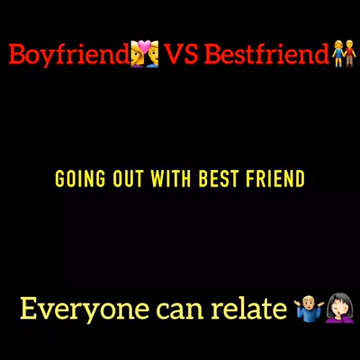 Boyfriend💏 VS Bestfriend👫
GOING OUT WITH BEST FRIEND
Everyone can relate 🤷🏼‍♂️🤦🏻‍♀️